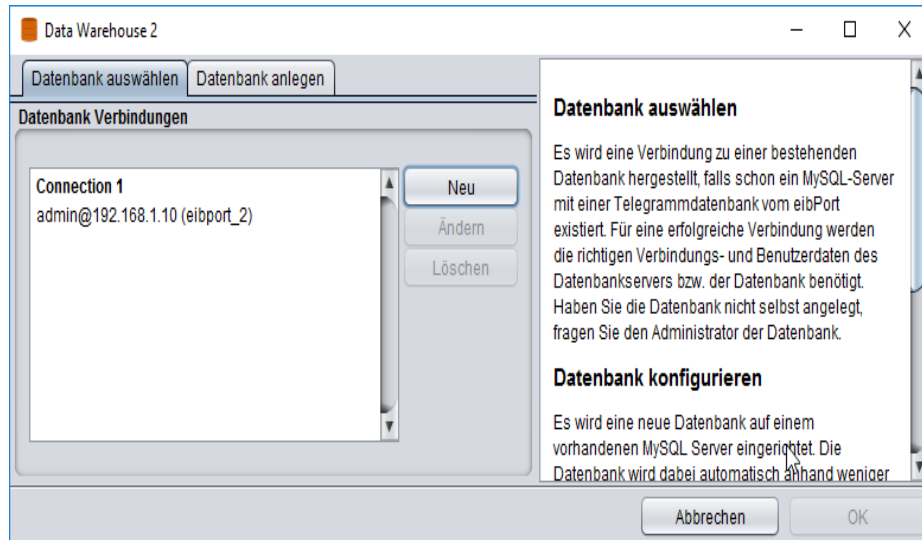 Data Warehouse 2
Datenbank auswählen
Datenbank anlegen
Datenbank Verbindungen
Connection 1
admin@192.168.1.10 (eibport_2)
Neu
Ändern
Löschen
Datenbank auswählen
Es wird eine Verbindung zu einer bestehenden
Datenbank hergestellt, falls schon ein MySQL-Server
mit einer Telegrammdatenbank vom eibPort
existiert. Für eine erfolgreiche Verbindung werden
die richtigen Verbindungs- und Benutzerdaten des
Datenbankservers bzw. der Datenbank benötigt.
Haben Sie die Datenbank nicht selbst angelegt,
fragen Sie den Administrator der Datenbank.
Datenbank konfigurieren
Es wird eine neue Datenbank auf einem
vorhandenen MySQL Server eingerichtet. Die
Datenbank wird dabei automatisch anhand weniger
Abbrechen
OK